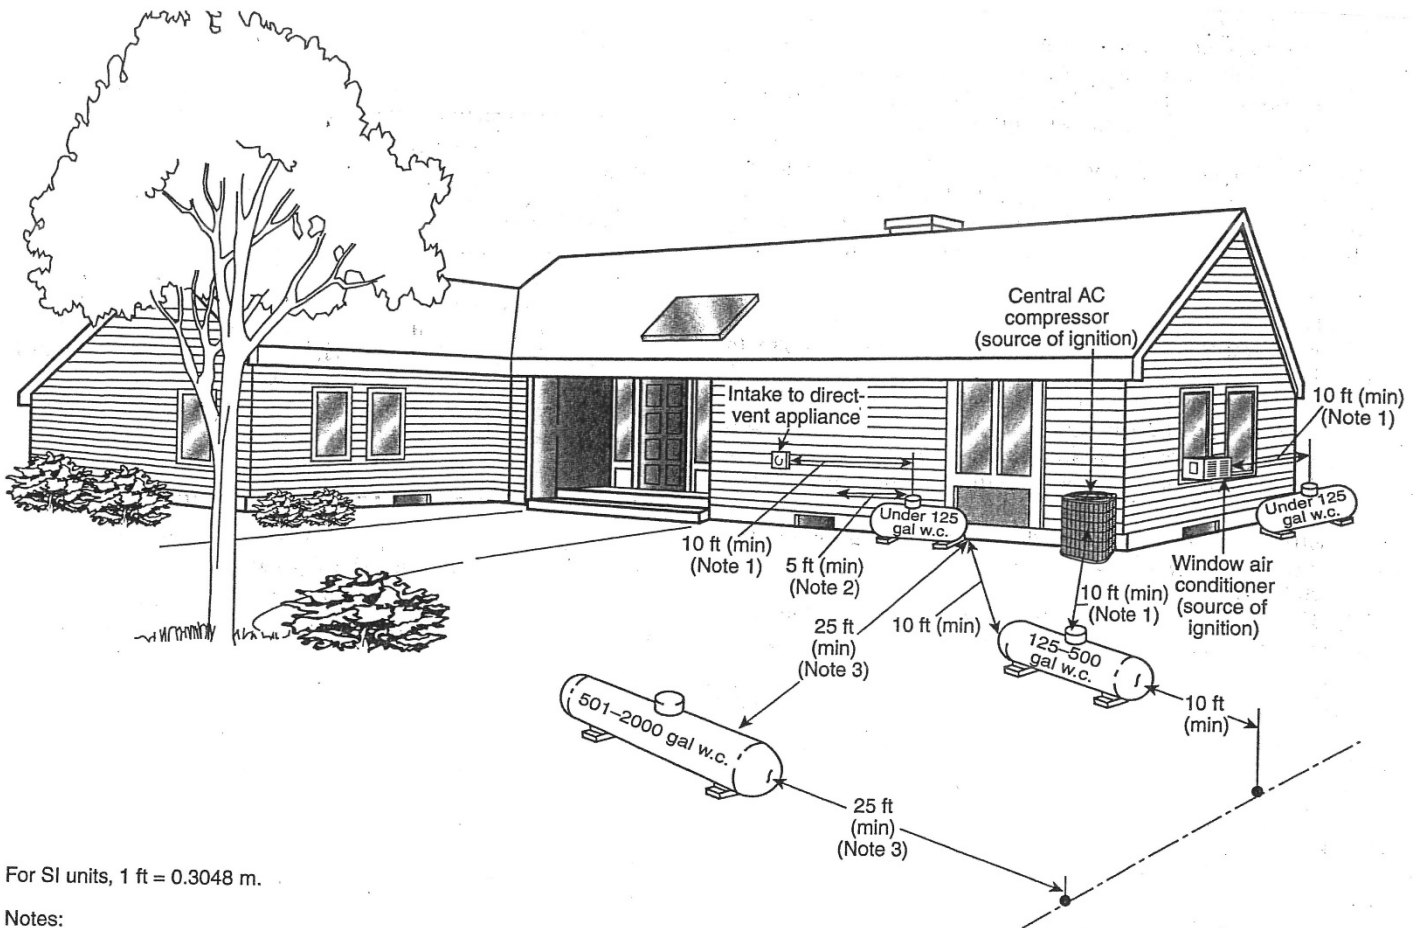 Central AC
compressor
(source of ignition)
Intake to direct-
vent appliance
10 ft (min)
(Note 1)
Under 125
gal w.c.
Under 125
gal w.c.
10 ft (min)
(Note 1)
5 ft (min)
(Note 2)
Window air
conditioner
(source of
ignition)
10 ft (min)
(Note 1)
25 ft
(min)
(Note 3)
10 ft (min)
125–500
gal w.c.
501–2000 gal w.c.
10 ft
(min)
25 ft
(min)
(Note 3)
For SI units, 1 ft = 0.3048 m.
Notes: